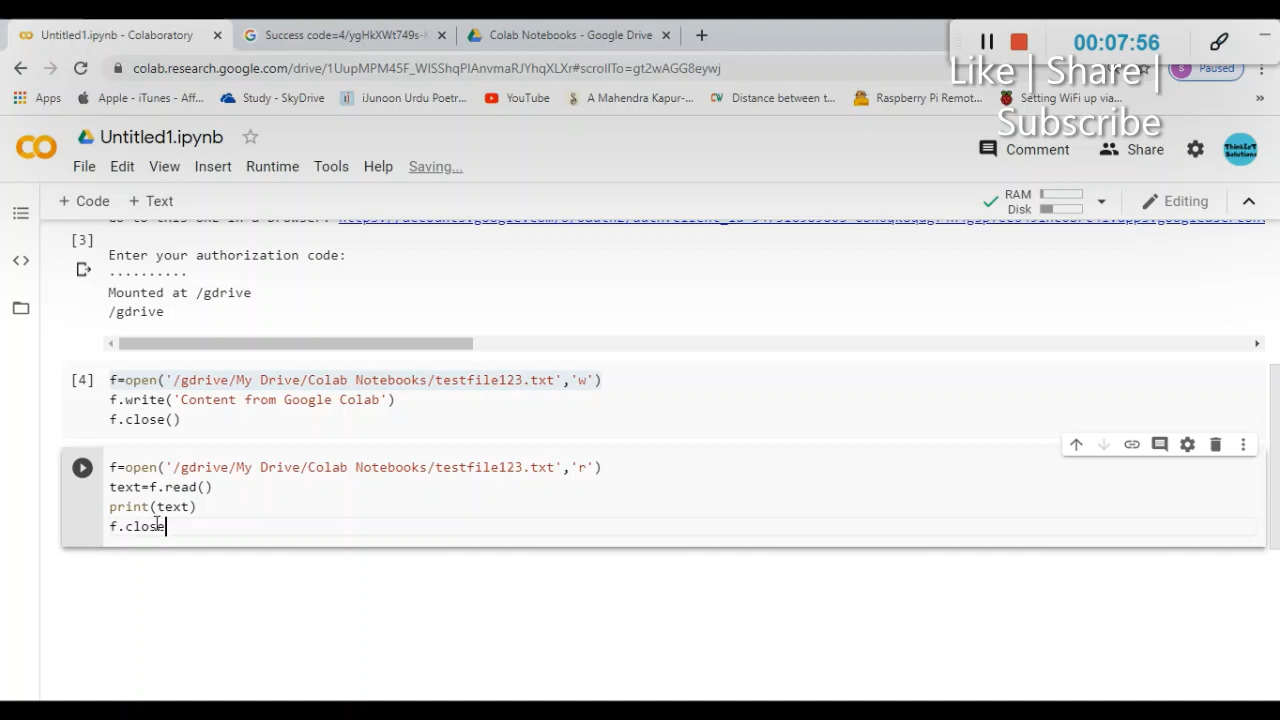 Untitled1.ipynb - Colaboratory
Success code=4/ygHkXWt749s-
Colab Notebooks - Google Drive
00:07:56
colab.research.google.com/drive/1UupMPM45F_WISShqPIAnvmaRJYhqXLXr#scrollTo=gt2wAGG8eywj
Paused
Like | Share |
Subscribe
Apps
Apple - iTunes - Aff...
Study - SkyDrive
iJunoon Urdu Poetr...
YouTube
A Mahendra Kapur-...
Distance between t...
Raspberry Pi Remot...
Setting WiFi up via...
Untitled1.ipynb
File Edit View Insert Runtime Tools Help Saving...
Comment
Share
ThinkIoT
Solutions
+ Code + Text
RAM
Disk
Editing
[3]
Enter your authorization code:
··········
Mounted at /gdrive
/gdrive
[4] f=open('/gdrive/My Drive/Colab Notebooks/testfile123.txt','w')
f.write('Content from Google Colab')
f.close()
f=open('/gdrive/My Drive/Colab Notebooks/testfile123.txt','r')
text=f.read()
print(text)
f.close